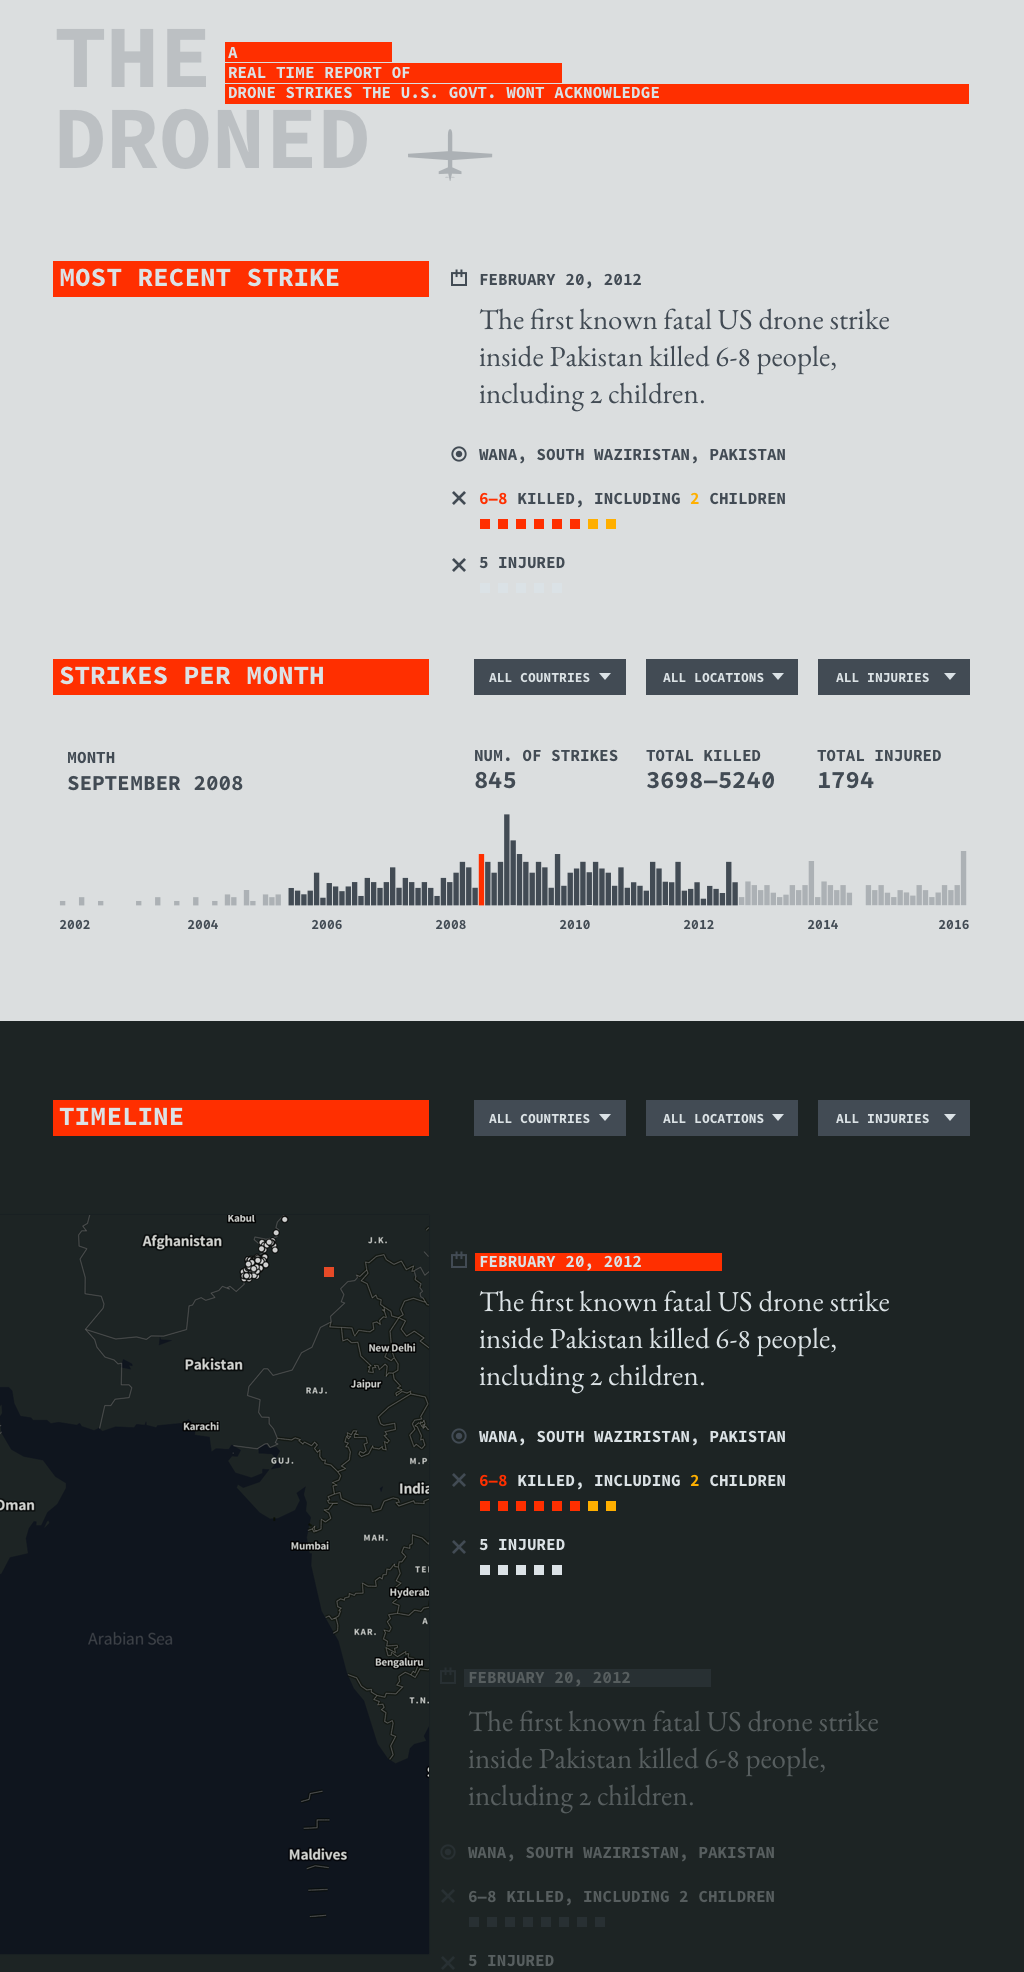 THE
DRONED
A
REAL TIME REPORT OF
DRONE STRIKES THE U.S. GOVT. WONT ACKNOWLEDGE
MOST RECENT STRIKE
FEBRUARY 20, 2012
The first known fatal US drone strike
inside Pakistan killed 6-8 people,
including 2 children.
WANA, SOUTH WAZIRISTAN, PAKISTAN
6–8 KILLED, INCLUDING 2 CHILDREN
5 INJURED
STRIKES PER MONTH
ALL COUNTRIES
ALL LOCATIONS
ALL INJURIES
MONTH
SEPTEMBER 2008
NUM. OF STRIKES
845
TOTAL KILLED
3698–5240
TOTAL INJURED
1794
2002 2004 2006 2008 2010 2012 2014 2016
TIMELINE
ALL COUNTRIES
ALL LOCATIONS
ALL INJURIES
Kabul
Afghanistan
J.K.
New Delhi
Pakistan
Jaipur
RAJ.
Karachi
GUJ.
M.P
India
Oman
MAH.
Mumbai
TE
Hyderab
A
KAR.
Arabian Sea
Bengaluru
T.N.
S
Maldives
FEBRUARY 20, 2012
The first known fatal US drone strike
inside Pakistan killed 6-8 people,
including 2 children.
WANA, SOUTH WAZIRISTAN, PAKISTAN
6–8 KILLED, INCLUDING 2 CHILDREN
5 INJURED
FEBRUARY 20, 2012
The first known fatal US drone strike
inside Pakistan killed 6-8 people,
including 2 children.
WANA, SOUTH WAZIRISTAN, PAKISTAN
6–8 KILLED, INCLUDING 2 CHILDREN
5 INJURED